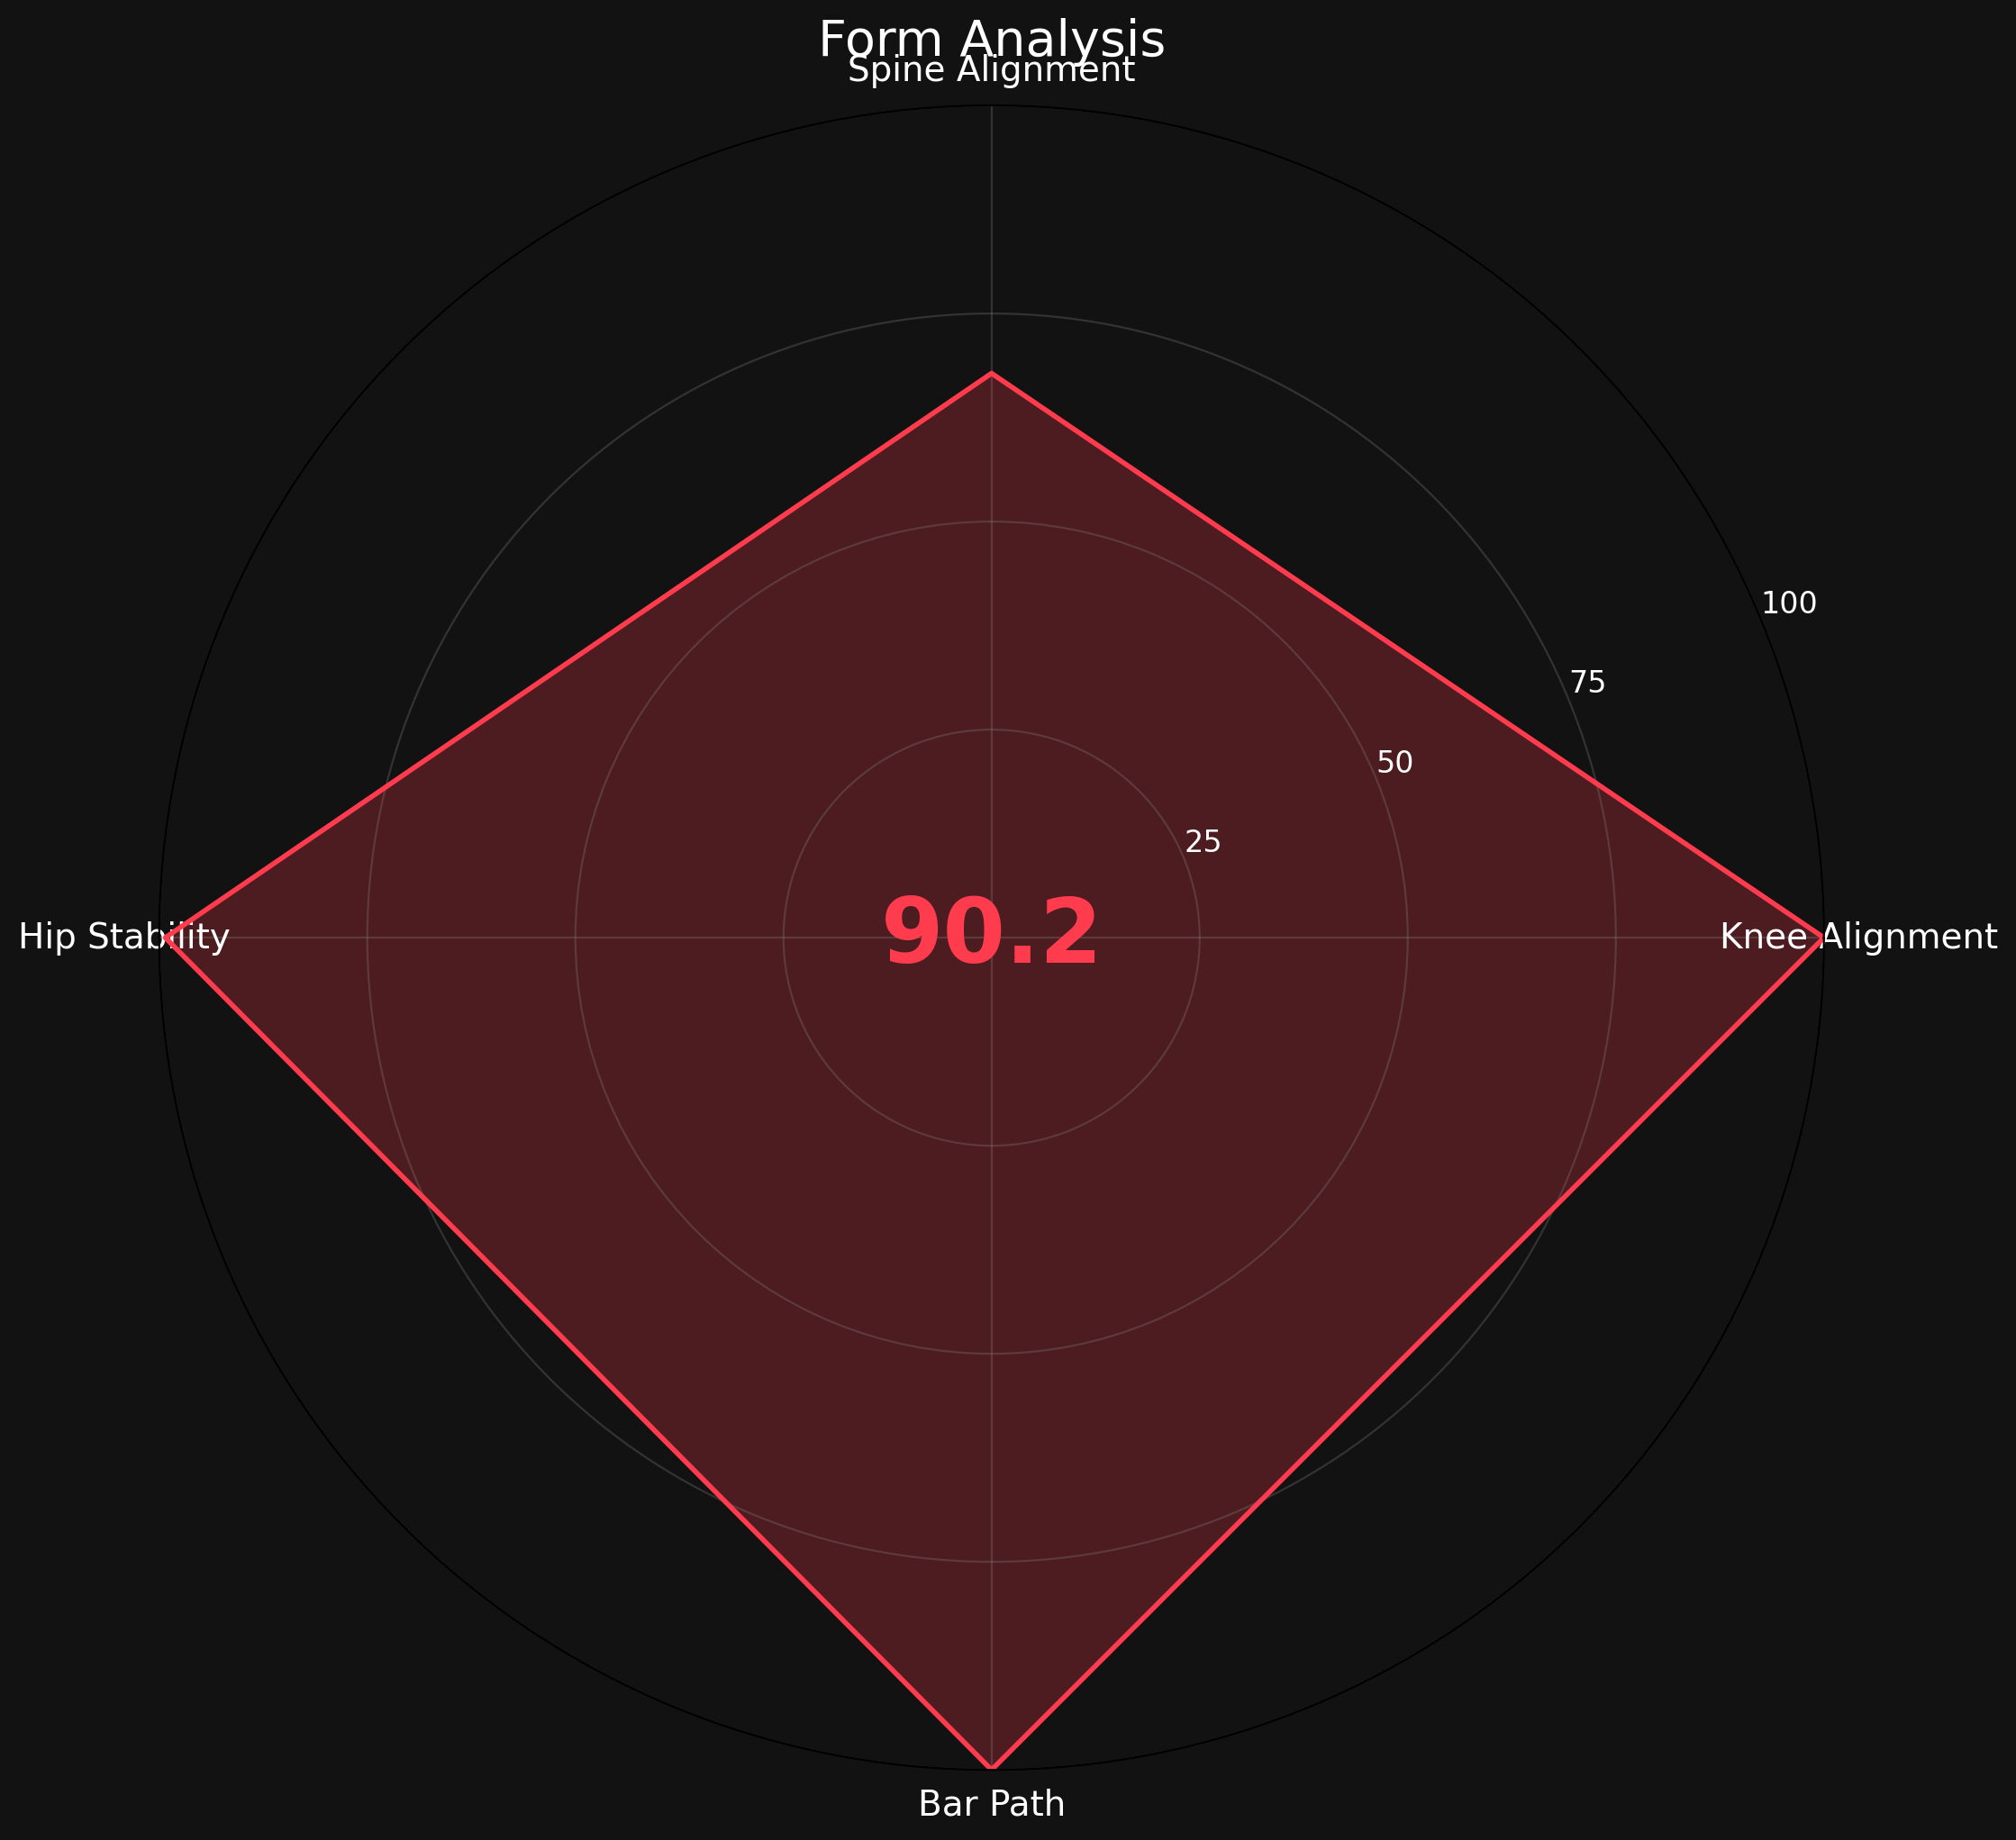 Form Analysis
Spine Alignment
100
75
50
25
90.2
Hip Stability
Knee Alignment
Bar Path